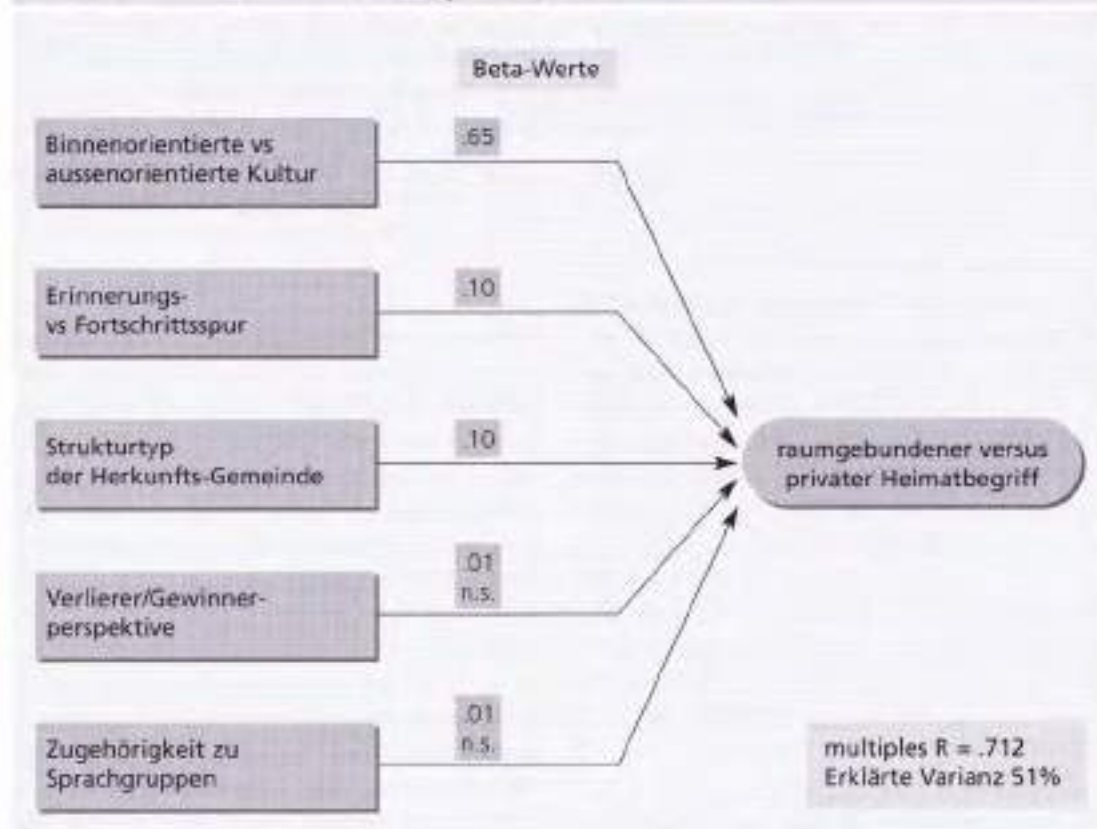 Beta-Werte
Binnenorientierte vs
aussenorientierte Kultur
.65
Erinnerungs-
vs Fortschrittsspur
.10
Strukturtyp
der Herkunfts-Gemeinde
.10
raumgebundener versus
privater Heimatbegriff
Verlierer/Gewinner-
perspektive
.01
n.s.
Zugehörigkeit zu
Sprachgruppen
.01
n.s.
multiples R = .712
Erklärte Varianz 51%